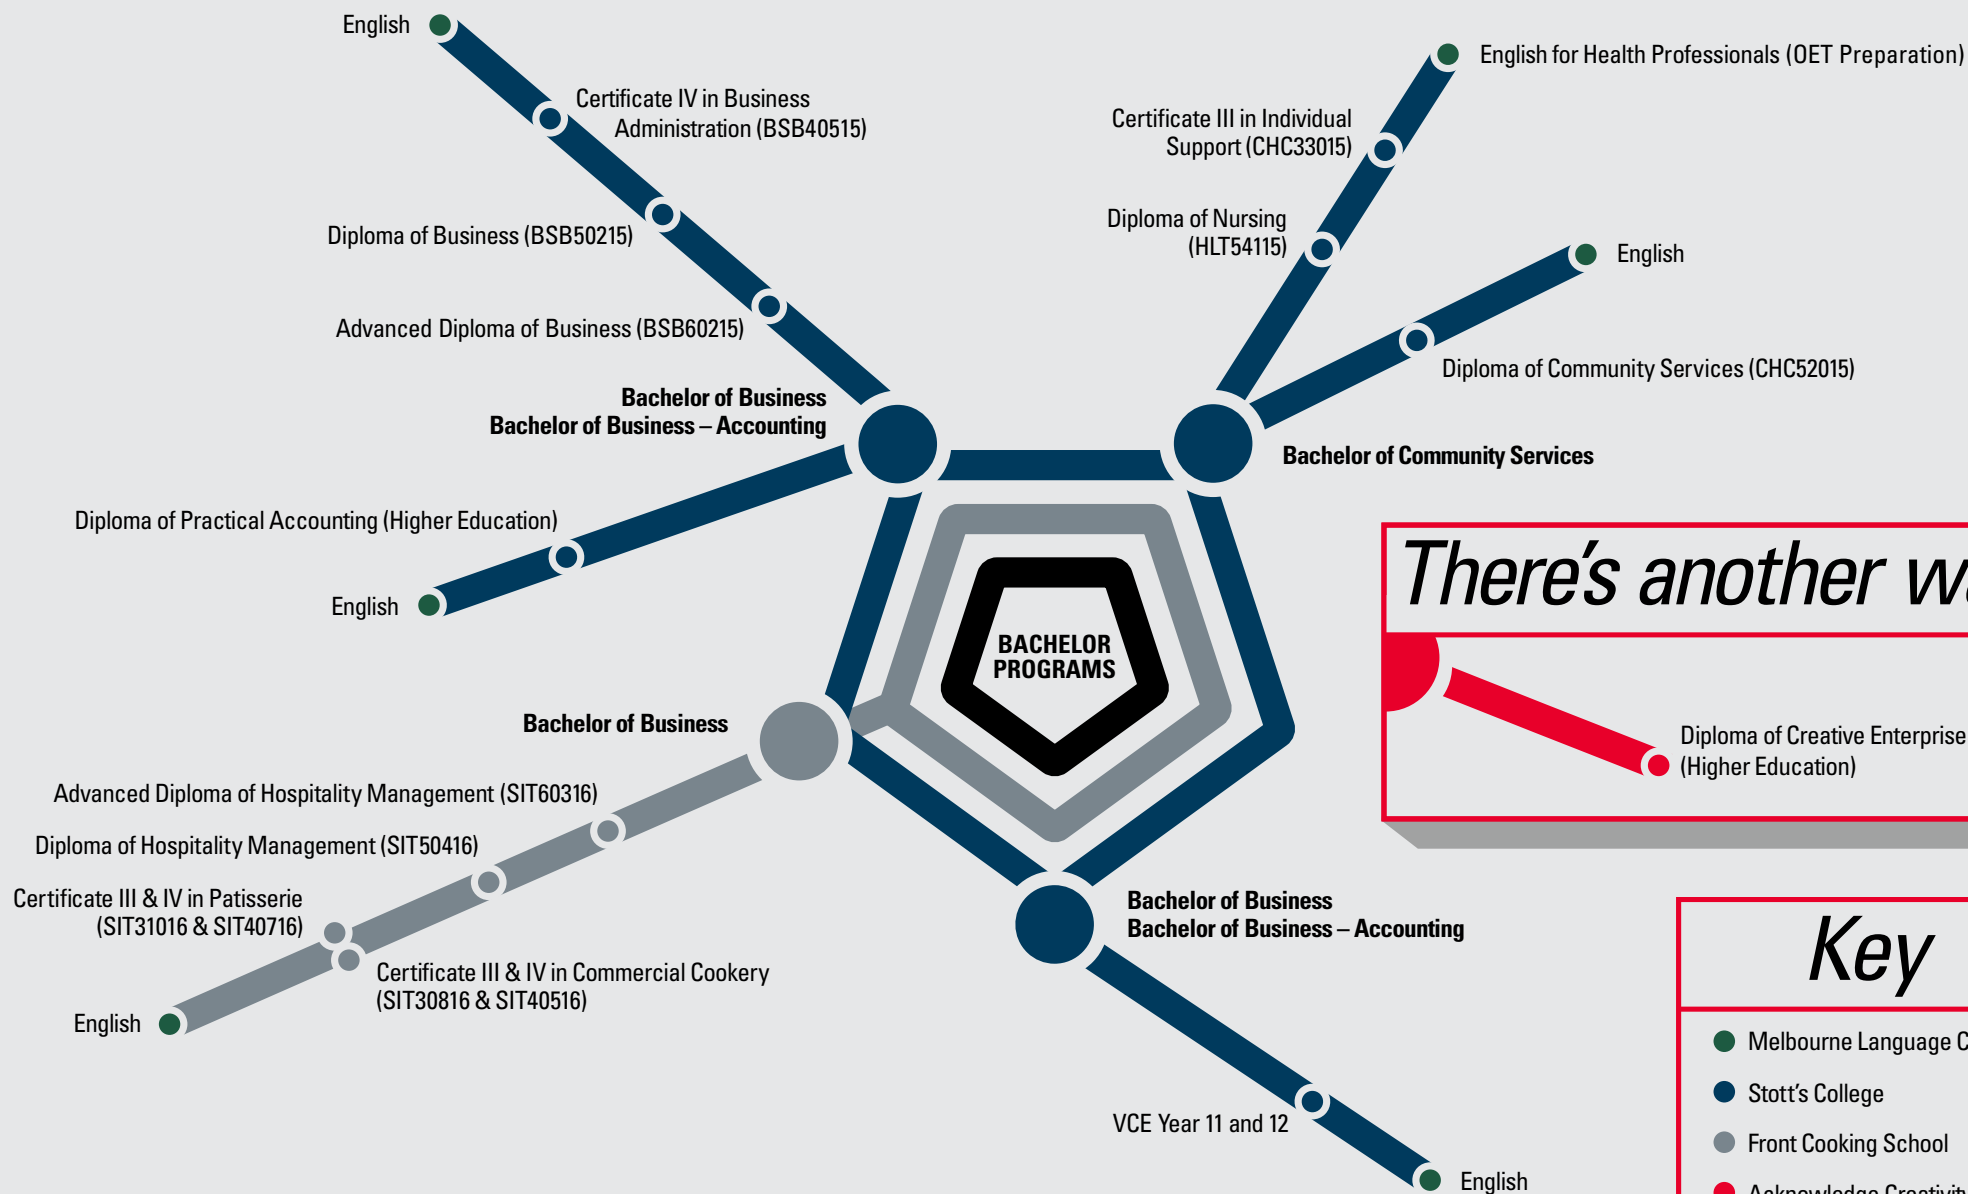 English
English for Health Professionals (OET Preparation)
Certificate IV in Business
Administration (BSB40515)
Certificate III in Individual
Support (CHC33015)
Diploma of Business (BSB50215)
Diploma of Nursing
(HLT54115)
English
Advanced Diploma of Business (BSB60215)
Diploma of Community Services (CHC52015)
Bachelor of Business
Bachelor of Business – Accounting
Bachelor of Community Services
Diploma of Practical Accounting (Higher Education)
English
There's another
BACHELOR
PROGRAMS
Bachelor of Business
Diploma of Creative Enterprise
(Higher Education)
Advanced Diploma of Hospitality Management (SIT60316)
Diploma of Hospitality Management (SIT50416)
Certificate III & IV in Patisserie
(SIT31016 & SIT40716)
Certificate III & IV in Commercial Cookery
(SIT30816 & SIT40516)
English
Bachelor of Business
Bachelor of Business – Accounting
VCE Year 11 and 12
English
Key
Melbourne Language
Stott's College
Front Cooking School
Acknowledge Creativity